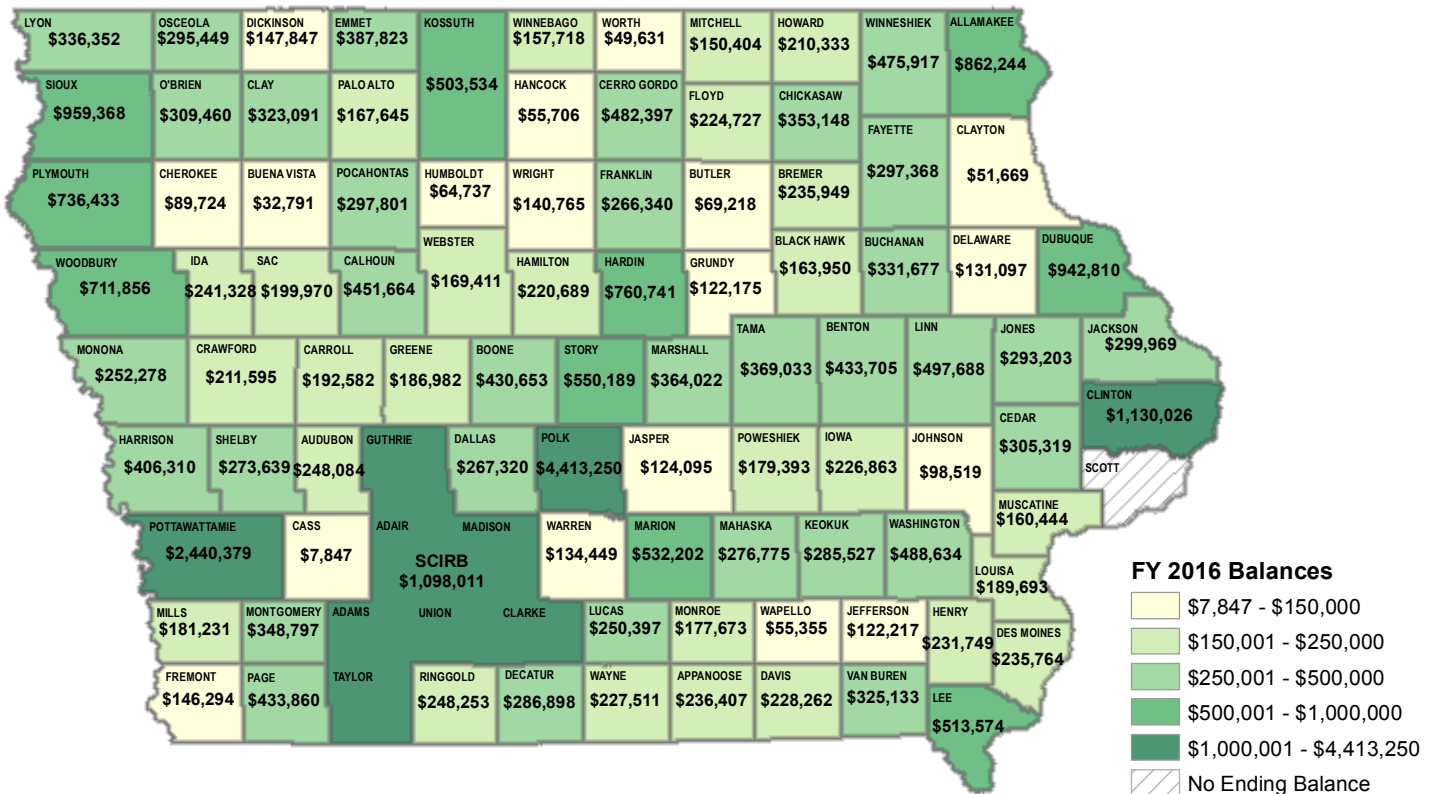 LYON
$336,352
OSCEOLA
$295,449
DICKINSON
$147,847
EMMET
$387,823
KOSSUTH
$503,534
WINNEBAGO
$157,718
WORTH
$49,631
MITCHELL
$150,404
HOWARD
$210,333
WINNESHIEK
$475,917
ALLAMAKEE
$862,244
SIOUX
$959,368
O'BRIEN
$309,460
CLAY
$323,091
PALO ALTO
$167,645
HANCOCK
$55,706
CERRO GORDO
$482,397
FLOYD
$224,727
CHICKASAW
$353,148
FAYETTE
$297,368
CLAYTON
$51,669
PLYMOUTH
$736,433
CHEROKEE
$89,724
BUENA VISTA
$32,791
POCAHONTAS
$297,801
HUMBOLDT
$64,737
WRIGHT
$140,765
FRANKLIN
$266,340
BUTLER
$69,218
BREMER
$235,949
WOODBURY
$711,856
IDA
$241,328
SAC
$199,970
CALHOUN
$451,664
WEBSTER
$169,411
HAMILTON
$220,689
HARDIN
$760,741
GRUNDY
$122,175
BLACK HAWK
$163,950
BUCHANAN
$331,677
DELAWARE
$131,097
DUBUQUE
$942,810
MONONA
$252,278
CRAWFORD
$211,595
CARROLL
$192,582
GREENE
$186,982
BOONE
$430,653
STORY
$550,189
MARSHALL
$364,022
TAMA
$369,033
BENTON
$433,705
LINN
$497,688
JONES
$293,203
JACKSON
$299,969
CLINTON
$1,130,026
CEDAR
$305,319
HARRISON
$406,310
SHELBY
$273,639
AUDUBON
$248,084
GUTHRIE
DALLAS
$267,320
POLK
$4,413,250
JASPER
$124,095
POWESHIEK
$179,393
IOWA
$226,863
JOHNSON
$98,519
SCOTT
MUSCATINE
$160,444
POTTAWATTAMIE
$2,440,379
CASS
$7,847
ADAIR
MADISON
SCIRB
$1,098,011
WARREN
$134,449
MARION
$532,202
MAHASKA
$276,775
KEOKUK
$285,527
WASHINGTON
$488,634
LOUISA
$189,693
MILLS
$181,231
MONTGOMERY
$348,797
ADAMS
UNION
CLARKE
LUCAS
$250,397
MONROE
$177,673
WAPELLO
$55,355
JEFFERSON
$122,217
HENRY
$231,749
DES MOINES
$235,764
FREMONT
$146,294
PAGE
$433,860
TAYLOR
RINGGOLD
$248,253
DECATUR
$286,898
WAYNE
$227,511
APPANOOSE
$236,407
DAVIS
$228,262
VAN BUREN
$325,133
LEE
$513,574
FY 2016 Balances
$7,847 - $150,000
$150,001 - $250,000
$250,001 - $500,000
$500,001 - $1,000,000
$1,000,001 - $4,413,250
No Ending Balance